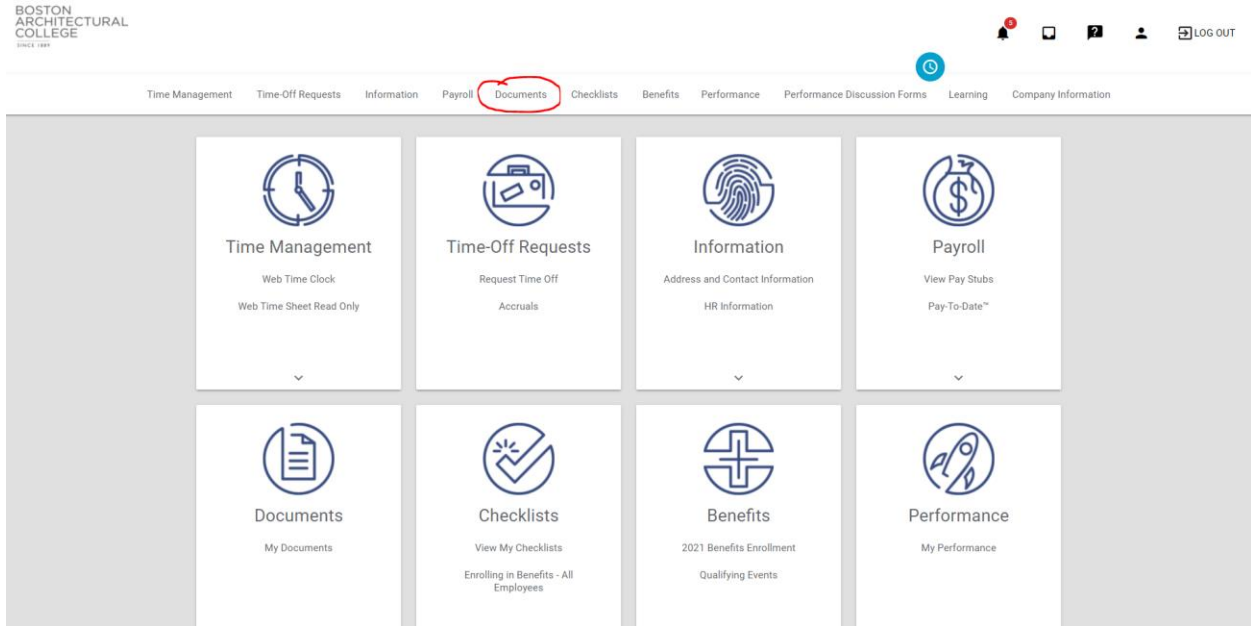 BOSTON
ARCHITECTURAL
COLLEGE
SINCE 1889
5
?
LOG OUT
Time Management Time-Off Requests Information Payroll Documents Checklists Benefits Performance Performance Discussion Forms Learning Company Information
Time Management
Web Time Clock
Web Time Sheet Read Only
Time-Off Requests
Request Time Off
Accruals
Information
Address and Contact Information
HR Information
$
Payroll
View Pay Stubs
Pay-To-Date™
Documents
My Documents
Checklists
View My Checklists
Enrolling in Benefits - All
Employees
Benefits
2021 Benefits Enrollment
Qualifying Events
Performance
My Performance